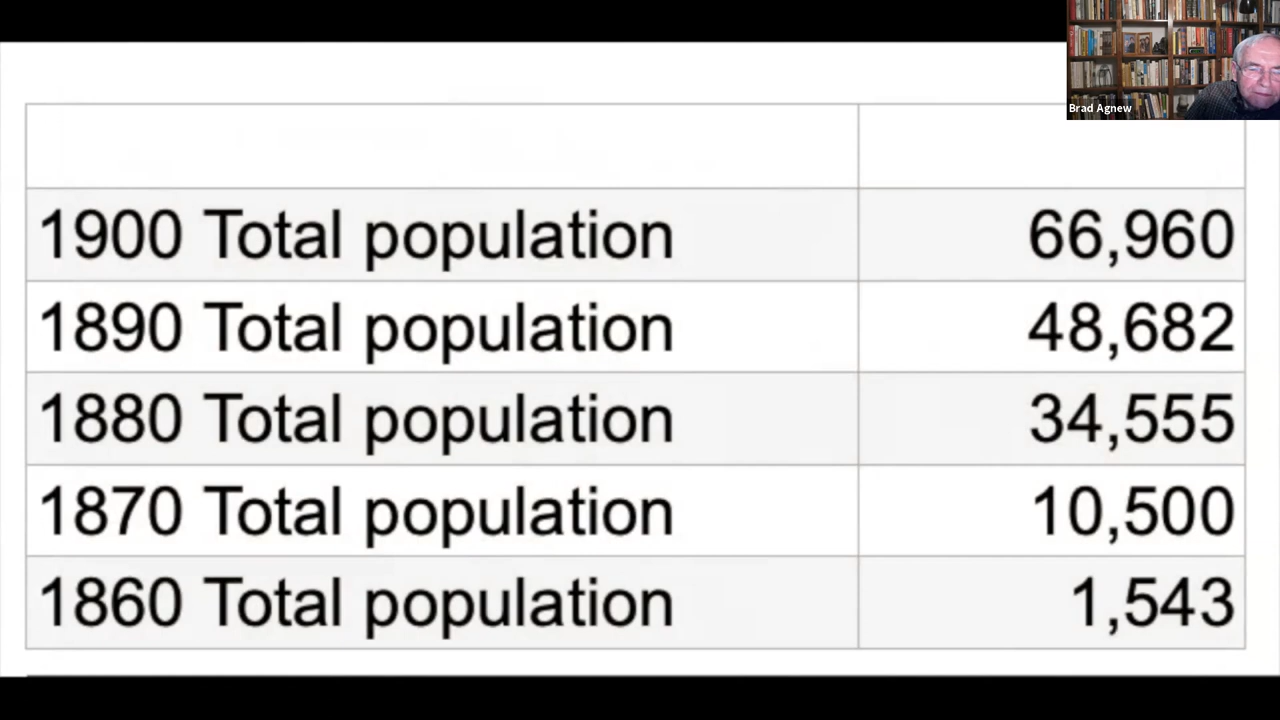 Brad Agnew
1900 Total population 66,960
1890 Total population 48,682
1880 Total population 34,555
1870 Total population 10,500
1860 Total population 1,543